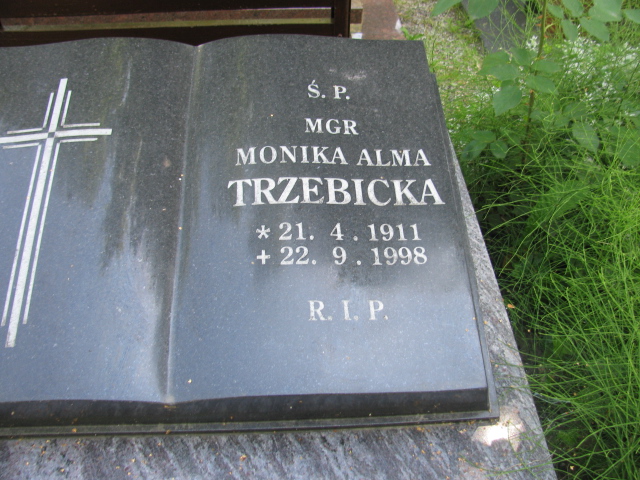 Ś. P.
MGR
MONIKA ALMA
TRZEBICKA
* 21. 4. 1911
+ 22. 9. 1998
R. I. P.